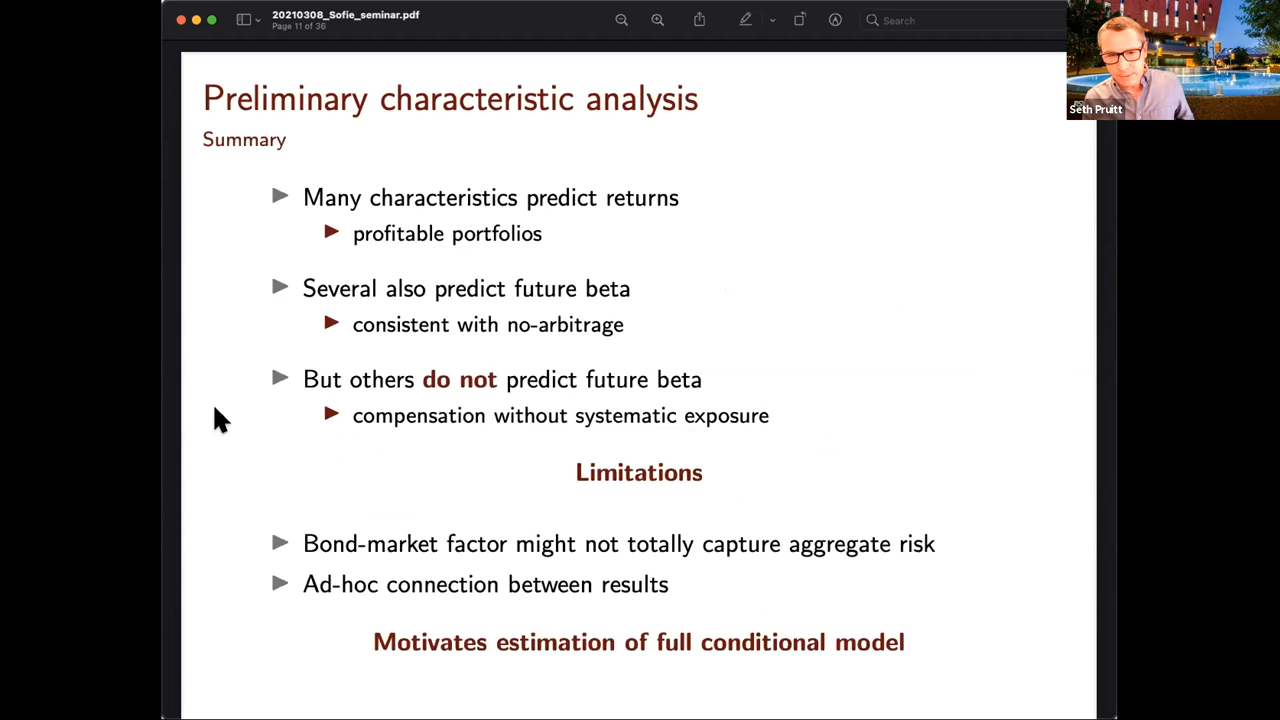 20210308_Sofie_seminar.pdf
Page 11 of 36
Search
Seth Pruitt
Preliminary characteristic analysis
Summary
Many characteristics predict returns
profitable portfolios
Several also predict future beta
consistent with no-arbitrage
But others do not predict future beta
compensation without systematic exposure
Limitations
Bond-market factor might not totally capture aggregate risk
Ad-hoc connection between results
Motivates estimation of full conditional model